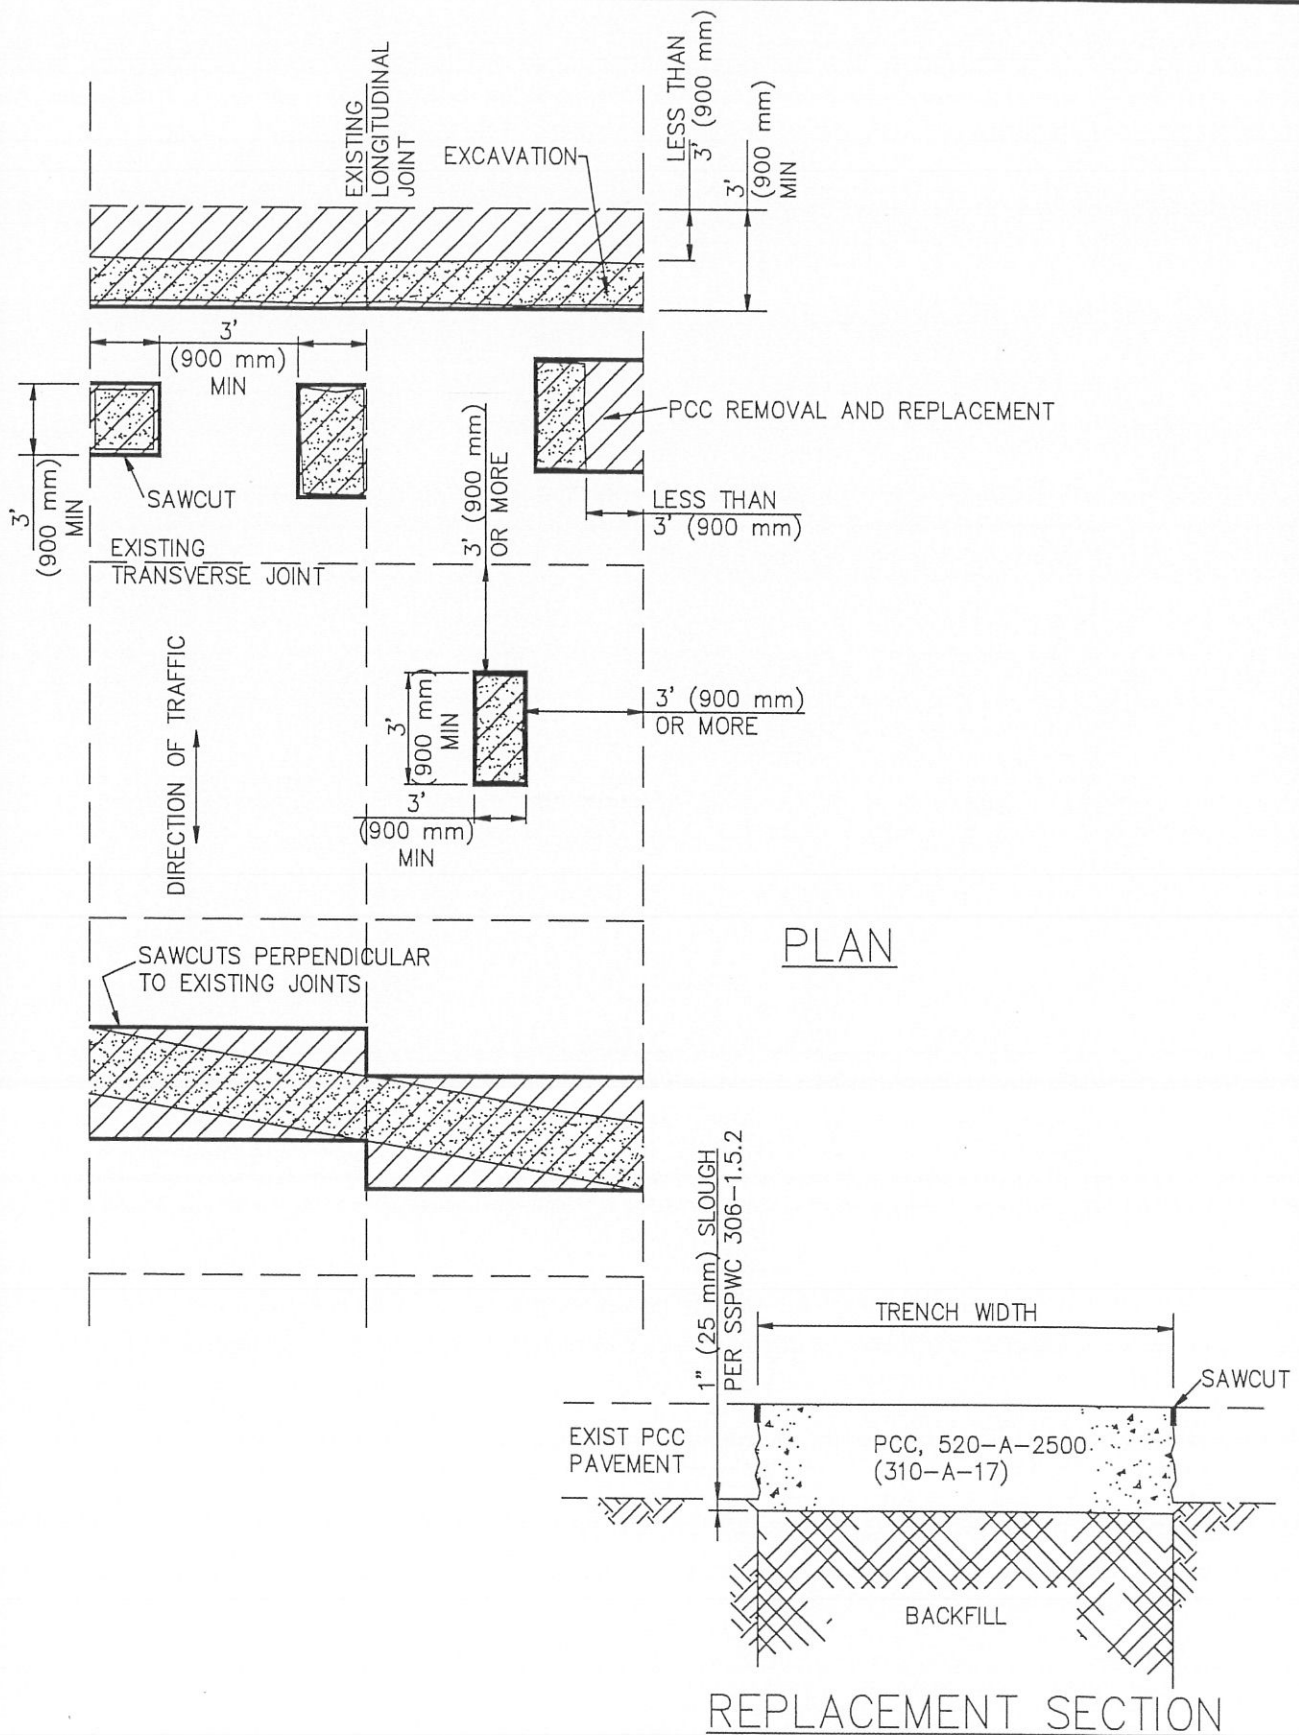 EXISTING
LONGITUDINAL
JOINT
EXCAVATION
LESS THAN
3' (900 mm)
3'
(900 mm)
MIN
3'
(900 mm)
MIN
3'
(900 mm)
MIN
SAWCUT
PCC REMOVAL AND REPLACEMENT
LESS THAN
3' (900 mm)
3' (900 mm)
OR MORE
EXISTING
TRANSVERSE JOINT
DIRECTION OF TRAFFIC
3'
(900 mm)
MIN
3' (900 mm)
OR MORE
3'
(900 mm)
MIN
PLAN
SAWCUTS PERPENDICULAR
TO EXISTING JOINTS
1" (25 mm) SLOUGH
PER SSPWC 306-1.5.2
TRENCH WIDTH
SAWCUT
EXIST PCC
PAVEMENT
PCC, 520-A-2500
(310-A-17)
BACKFILL
REPLACEMENT SECTION